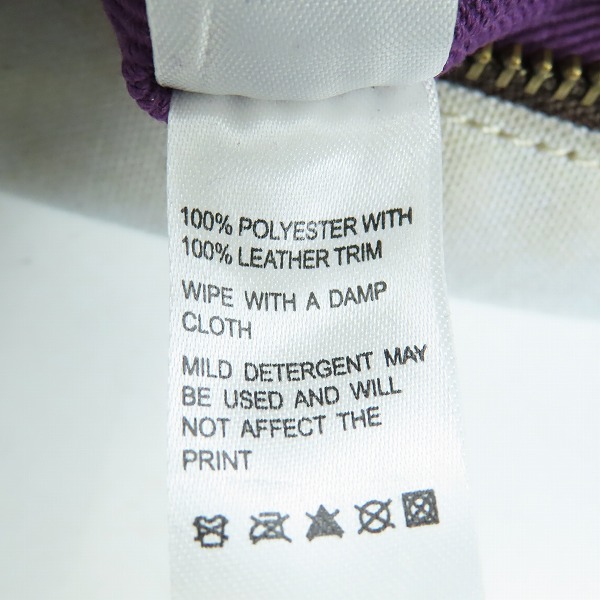 100% POLYESTER WITH
100% LEATHER TRIM
WIPE WITH A DAMP
CLOTH
MILD DETERGENT MAY
BE USED AND WILL
NOT AFFECT THE
PRINT